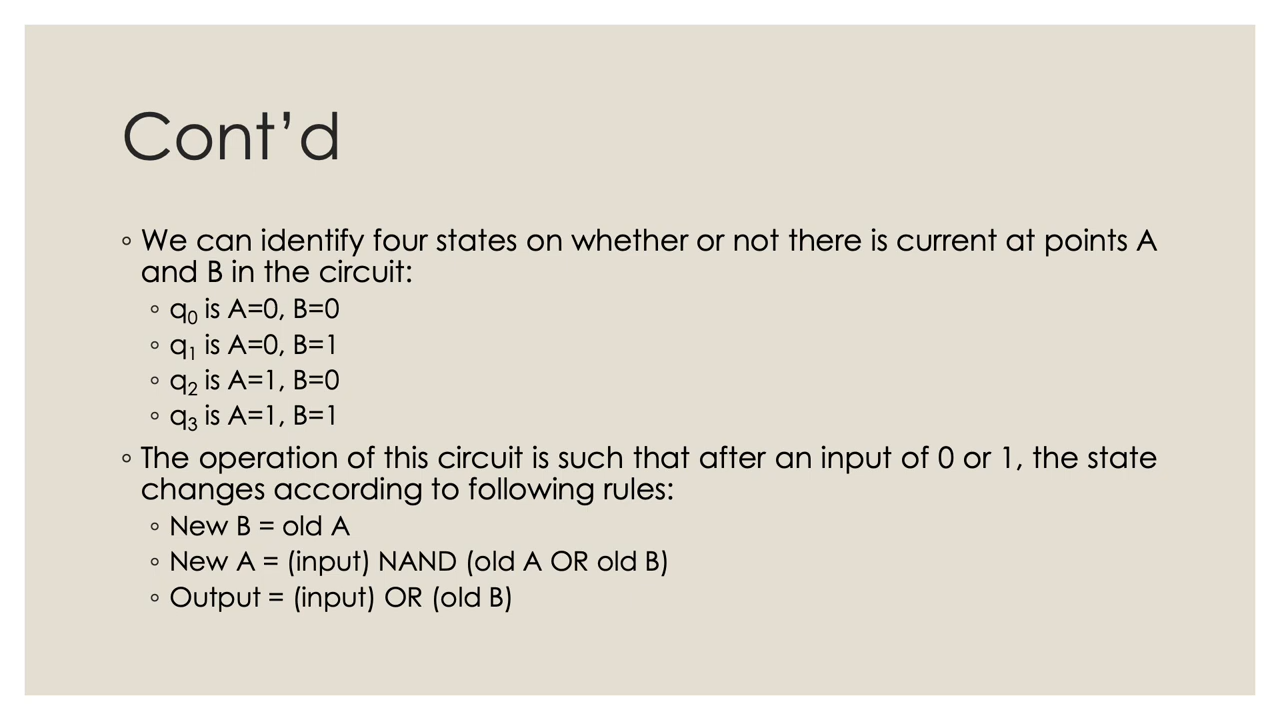 Cont’d
◦ We can identify four states on whether or not there is current at points A
and B in the circuit:
◦ q₀ is A=0, B=0
◦ q₁ is A=0, B=1
◦ q₂ is A=1, B=0
◦ q₃ is A=1, B=1
◦ The operation of this circuit is such that after an input of 0 or 1, the state
changes according to following rules:
◦ New B = old A
◦ New A = (input) NAND (old A OR old B)
◦ Output = (input) OR (old B)